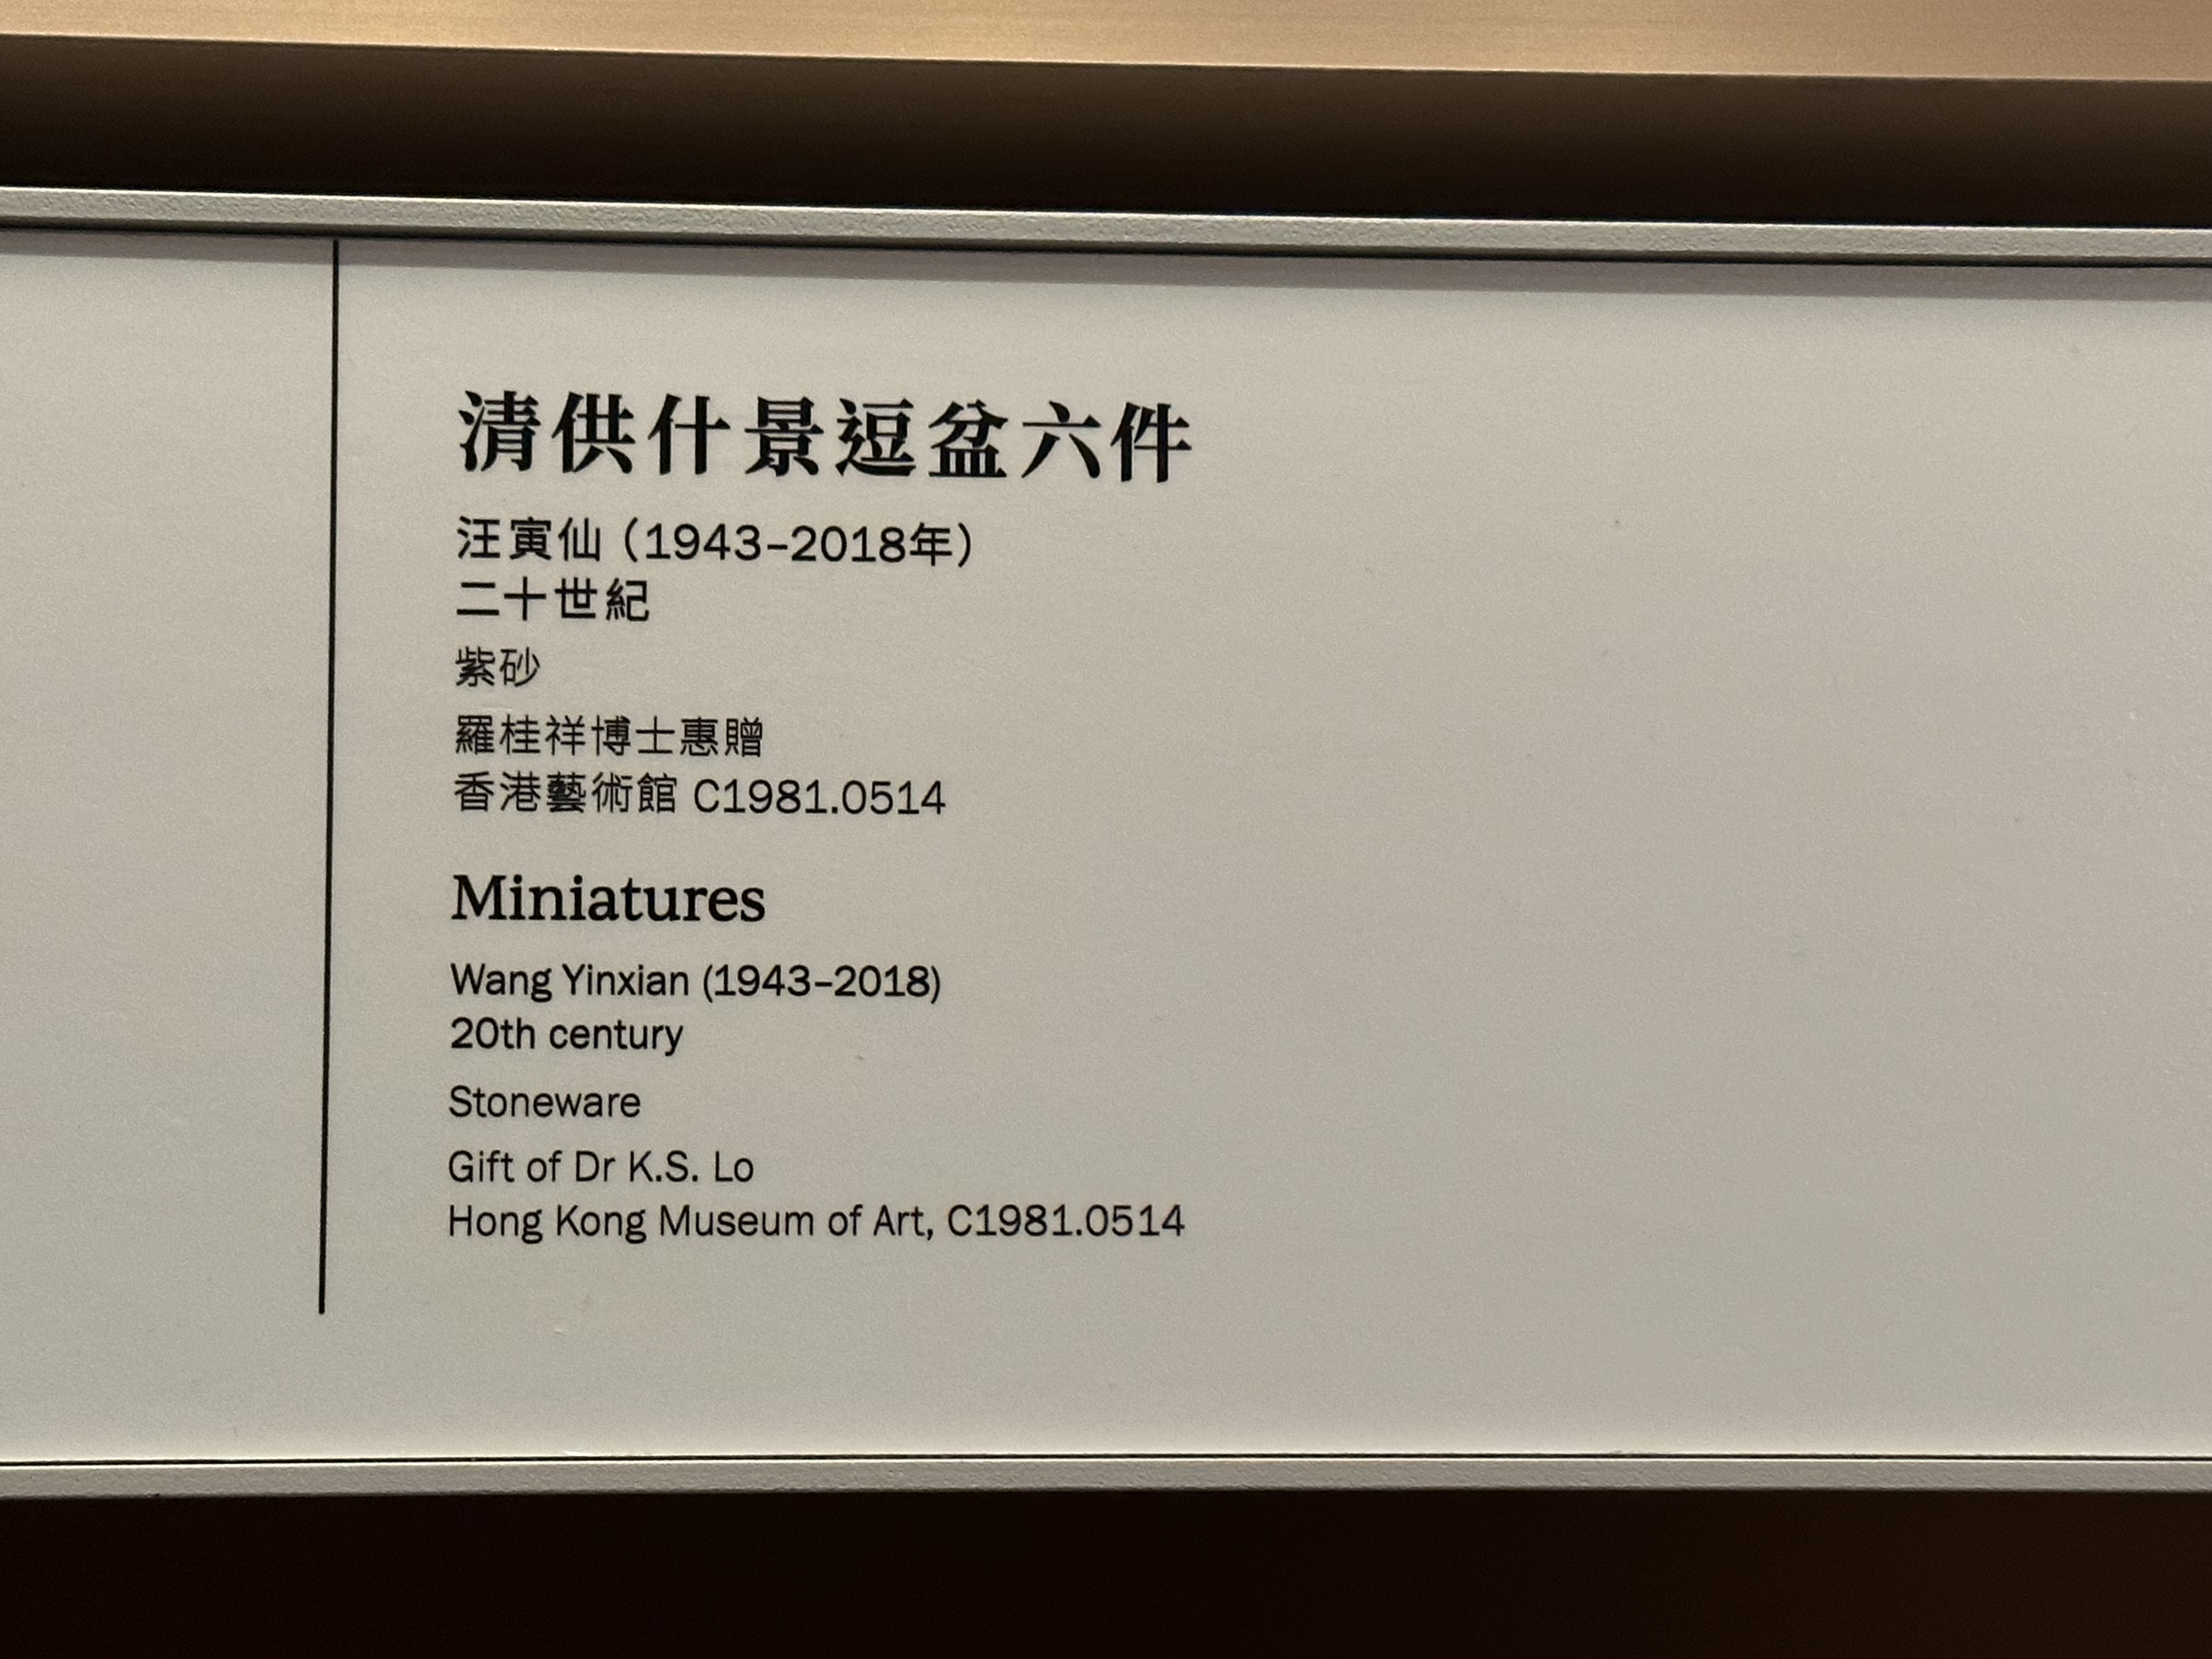 清供什景逗盆六件
汪寅仙（1943–2018年）
二十世紀
紫砂
羅桂祥博士惠贈
香港藝術館 C1981.0514
Miniatures
Wang Yinxian (1943–2018)
20th century
Stoneware
Gift of Dr K.S. Lo
Hong Kong Museum of Art, C1981.0514